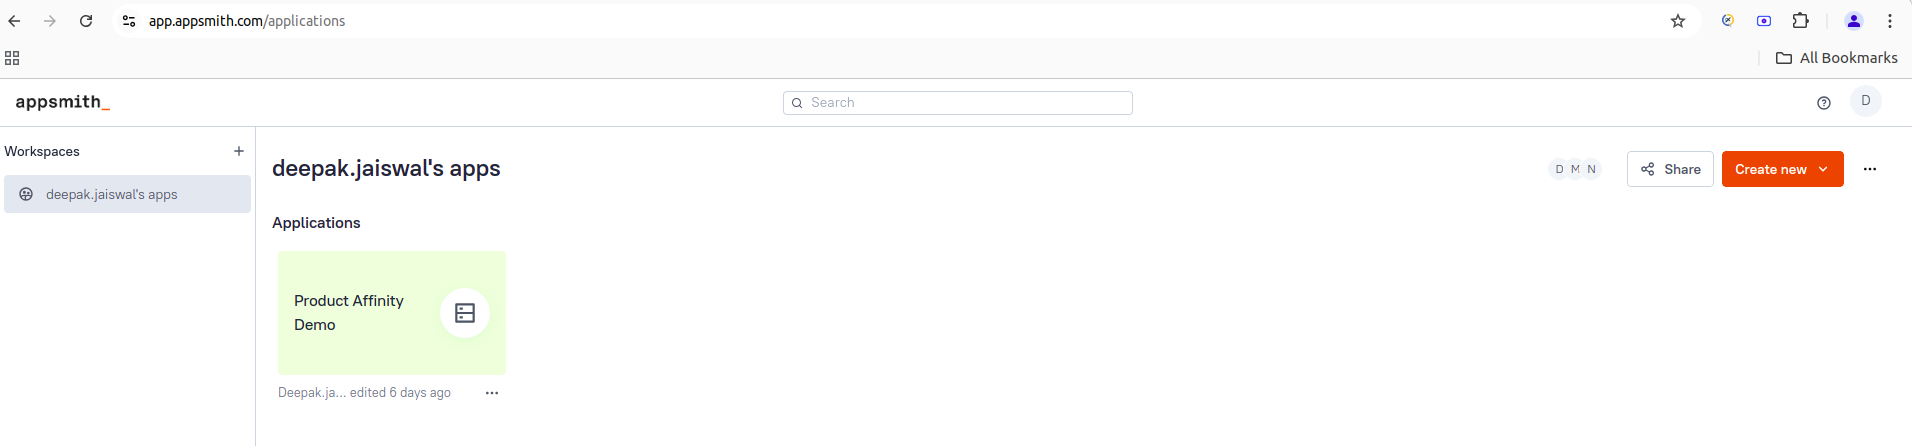 app.appsmith.com/applications
All Bookmarks
appsmith_
Search
D
Workspaces
deepak.jaiswal's apps
deepak.jaiswal's apps
D M N
Share
Create new
Applications
Product Affinity
Demo
Deepak.ja... edited 6 days ago